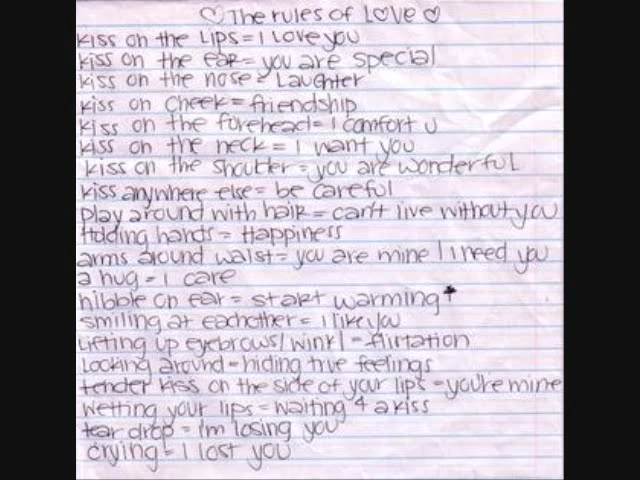 ♡ The rules of Love ♡
kiss on the lips = I love you
kiss on the ear = you are special
kiss on the nose = Laughter
kiss on cheek = friendship
kiss on the forehead = I comfort u
kiss on the neck = I want you
kiss on the shoulder = you are wonderful
kiss anywhere else = be careful
play around with hair = can't live without you
Holding hands = Happiness
arms around waist = you are mine / I need you
a hug = I care
nibble on ear = start warming ↑
smiling at eachother = I like you
Lifting up eyebrows/wink/ = flirtation
Looking around = hiding true feelings
tender kiss on the side of your lips = you're mine
wetting your lips = waiting 4 a kiss
tear drop = I'm losing you
crying = I lost you